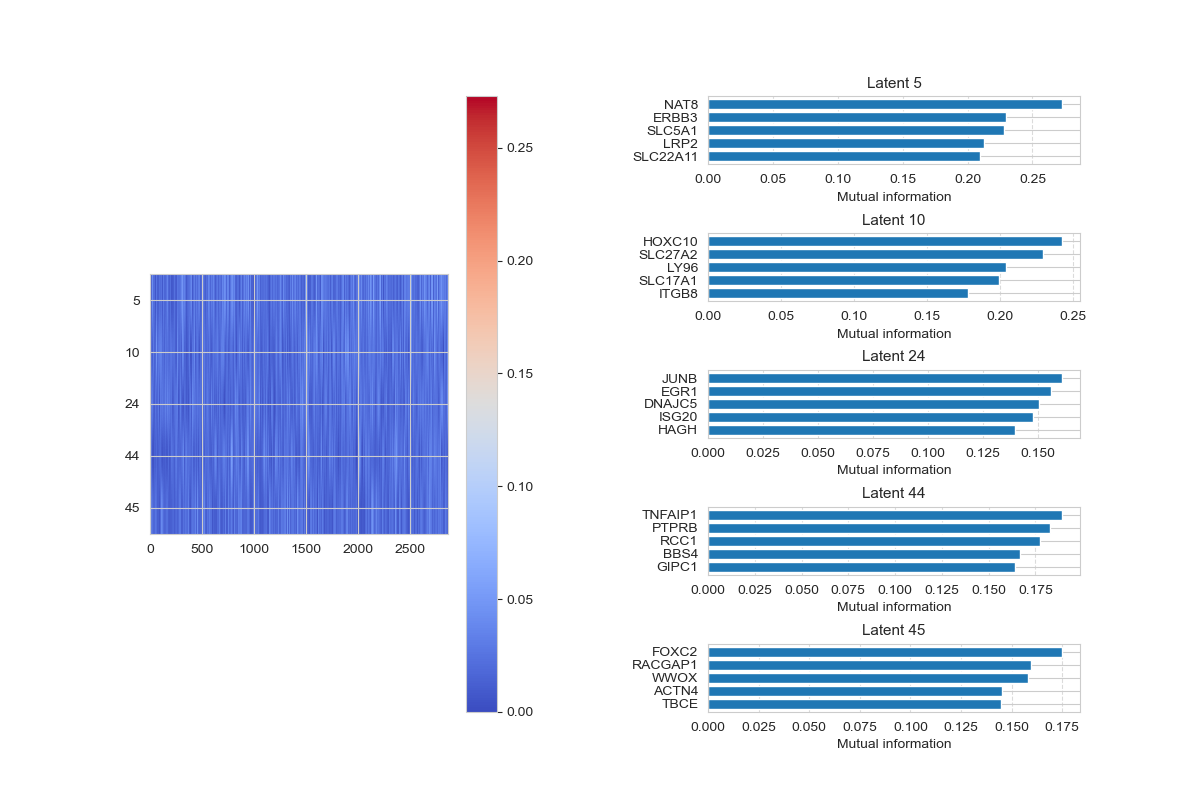 5
10
24
44
45
0 500 1000 1500 2000 2500
0.25
0.20
0.15
0.10
0.05
0.00
Latent 5
NAT8
ERBB3
SLC5A1
LRP2
SLC22A11
0.00 0.05 0.10 0.15 0.20 0.25
Mutual information
Latent 10
HOXC10
SLC27A2
LY96
SLC17A1
ITGB8
0.00 0.05 0.10 0.15 0.20 0.25
Mutual information
Latent 24
JUNB
EGR1
DNAJC5
ISG20
HAGH
0.000 0.025 0.050 0.075 0.100 0.125 0.150
Mutual information
Latent 44
TNFAIP1
PTPRB
RCC1
BBS4
GIPC1
0.000 0.025 0.050 0.075 0.100 0.125 0.150 0.175
Mutual information
Latent 45
FOXC2
RACGAP1
WWOX
ACTN4
TBCE
0.000 0.025 0.050 0.075 0.100 0.125 0.150 0.175
Mutual information